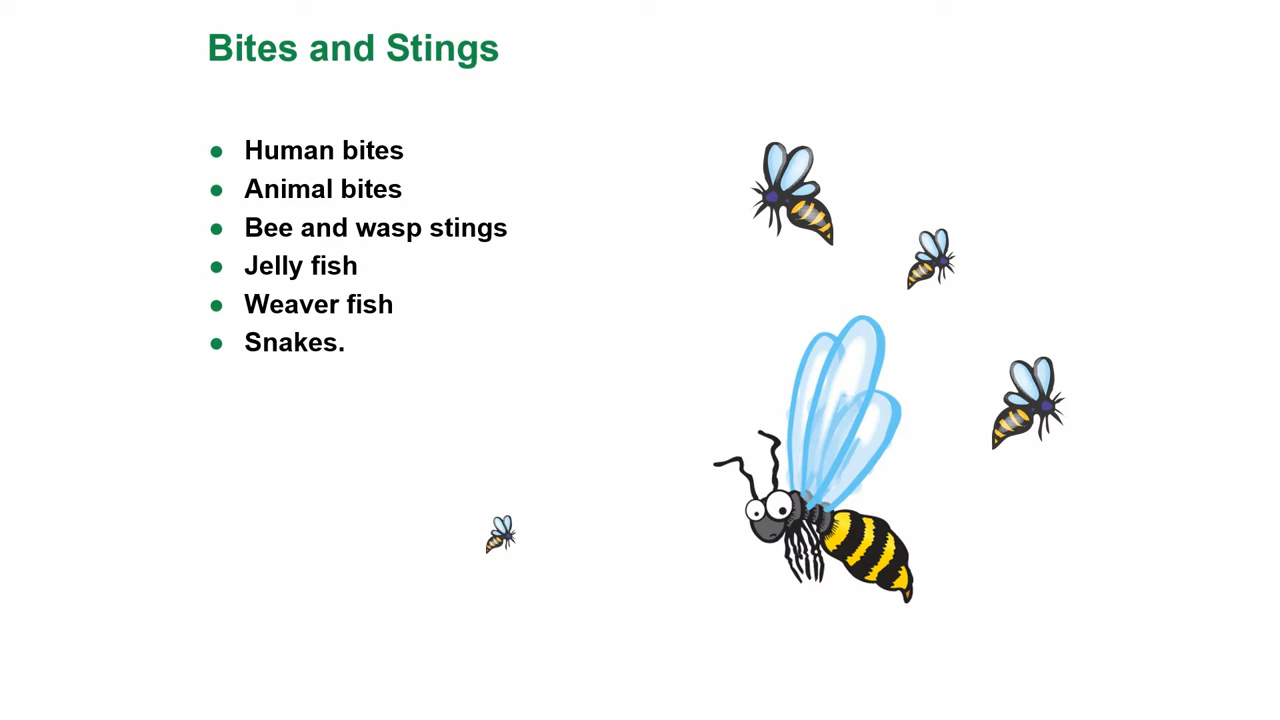 Bites and Stings
● Human bites
● Animal bites
● Bee and wasp stings
● Jelly fish
● Weaver fish
● Snakes.